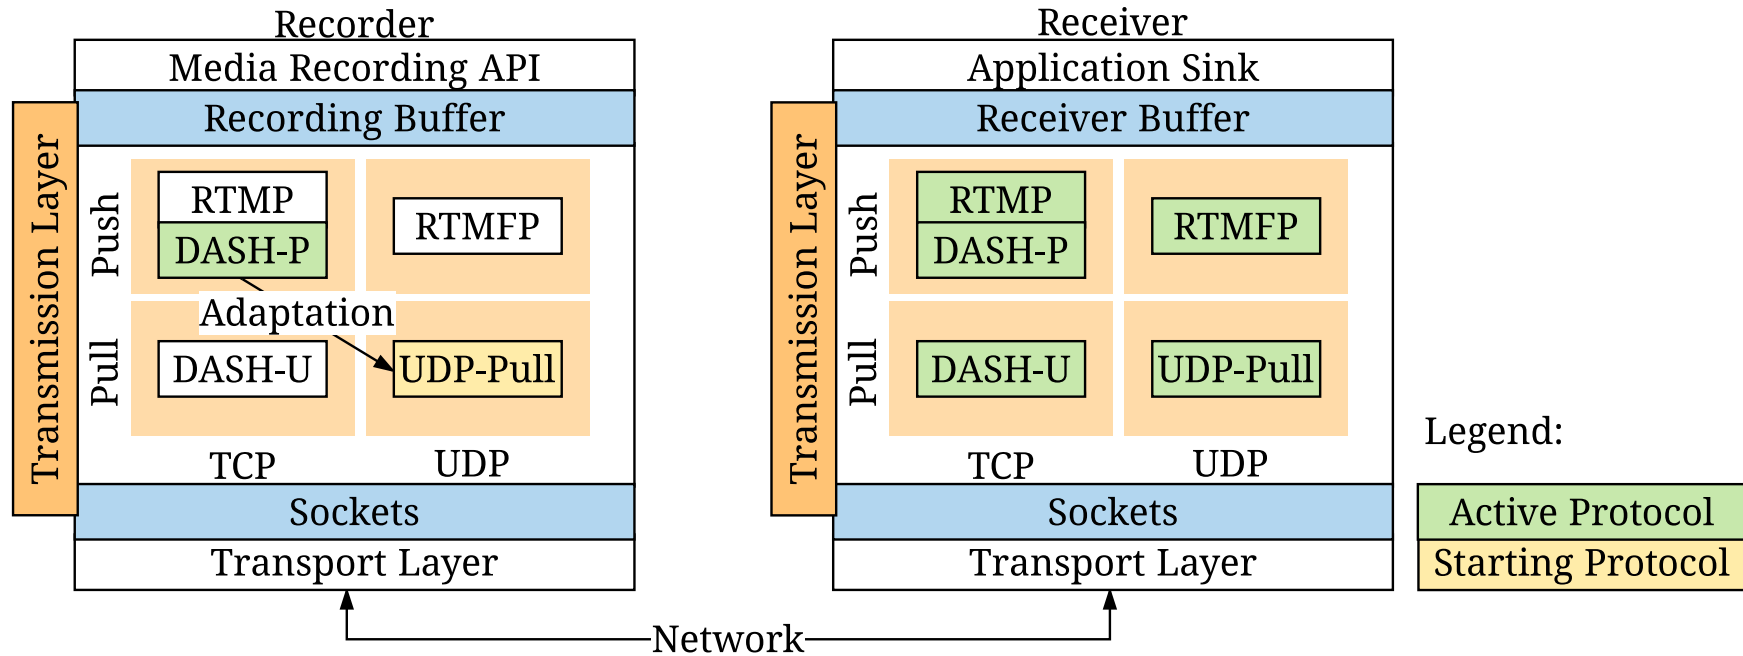 Recorder
Media Recording API
Recording Buffer
Transmission Layer
Push
RTMP
DASH-P
RTMFP
Adaptation
Pull
DASH-U
UDP-Pull
TCP
UDP
Sockets
Transport Layer
Receiver
Application Sink
Receiver Buffer
Transmission Layer
Push
RTMP
DASH-P
RTMFP
Pull
DASH-U
UDP-Pull
TCP
UDP
Sockets
Transport Layer
Network
Legend:
Active Protocol
Starting Protocol